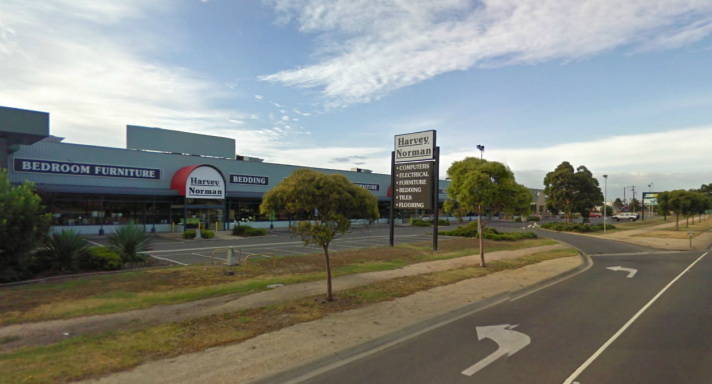 BEDROOM FURNITURE
Harvey
Norman
BEDDING
Harvey
Norman
• COMPUTERS
• ELECTRICAL
• FURNITURE
• BEDDING
• TILES
• FLOORING